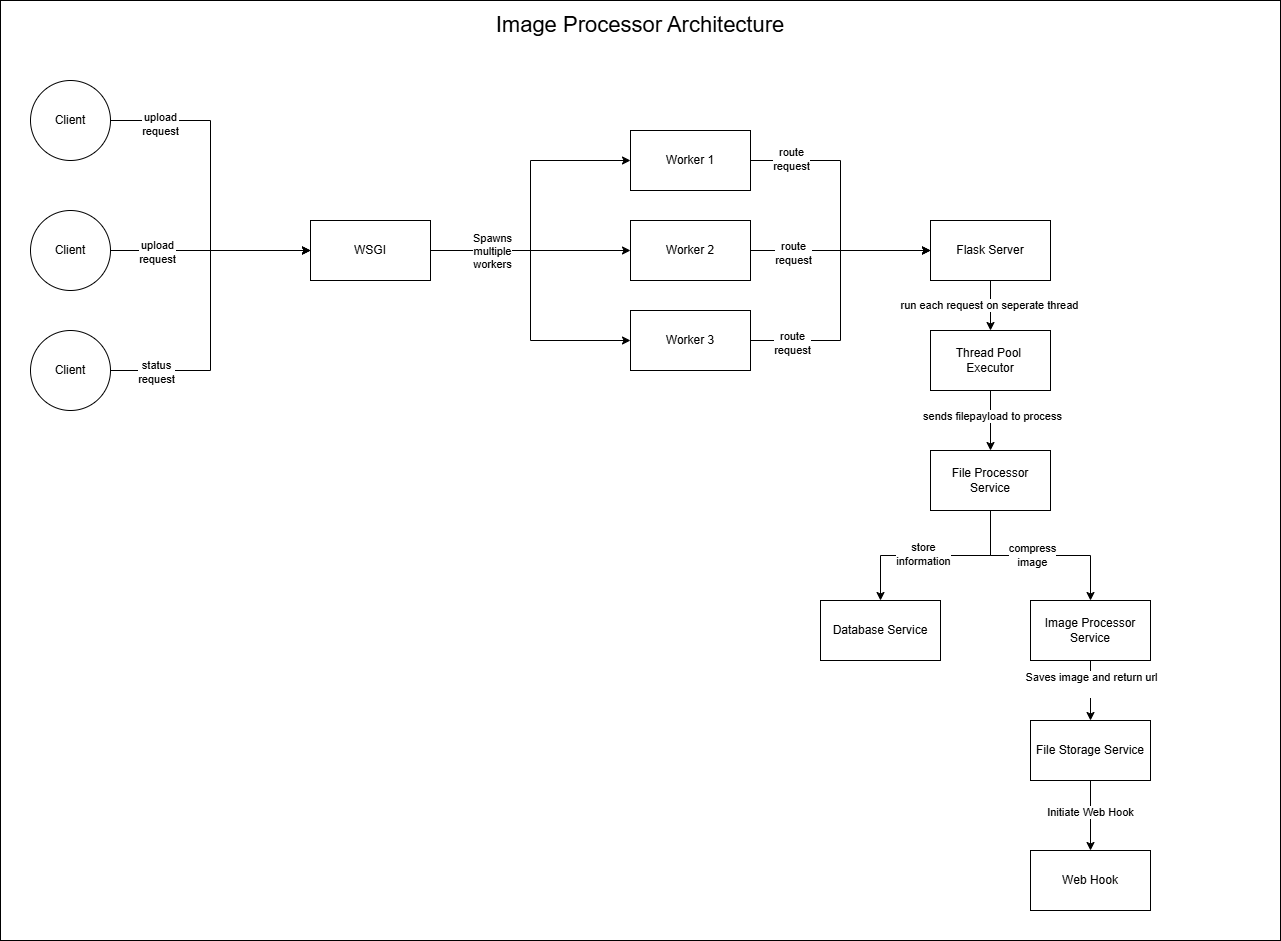 Image Processor Architecture
Client
upload
request
Client
upload
request
Client
status
request
WSGI
Spawns
multiple
workers
Worker 1
route
request
Worker 2
route
request
Worker 3
route
request
Flask Server
run each request on seperate thread
Thread Pool
Executor
sends filepayload to process
File Processor
Service
store
information
compress
image
Database Service
Image Processor
Service
Saves image and return url
File Storage Service
Initiate Web Hook
Web Hook